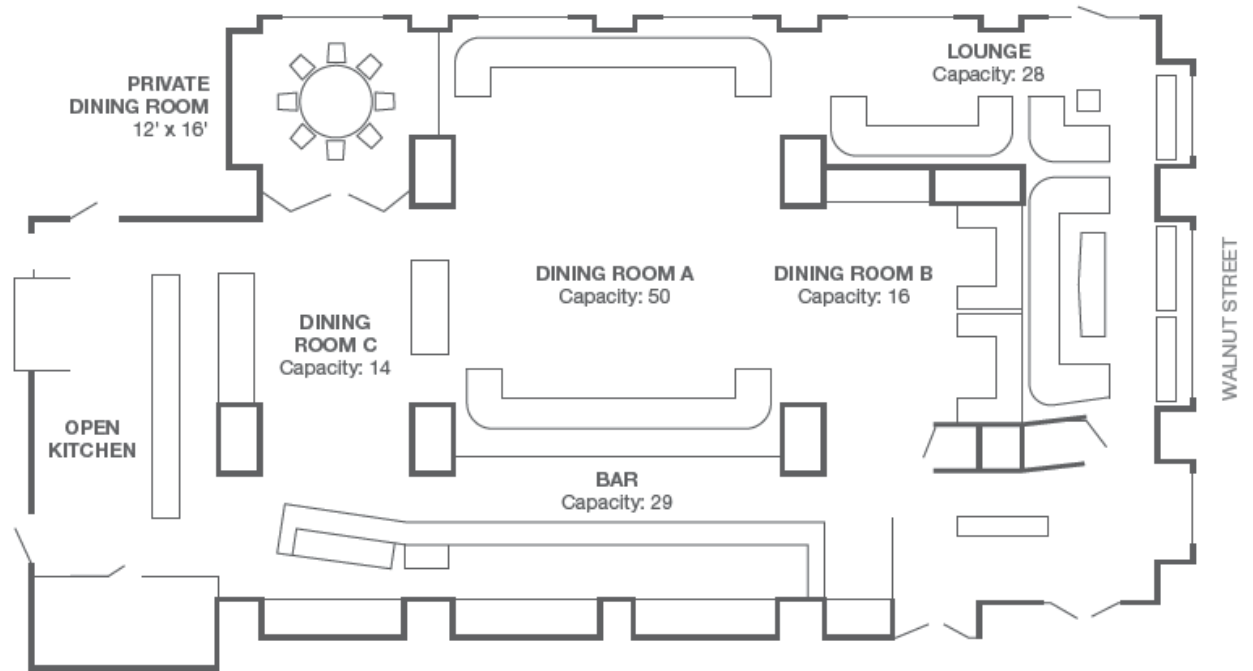 PRIVATE
DINING ROOM
12' x 16'
LOUNGE
Capacity: 28
DINING ROOM A
Capacity: 50
DINING ROOM B
Capacity: 16
DINING
ROOM C
Capacity: 14
OPEN
KITCHEN
BAR
Capacity: 29
WALNUT STREET